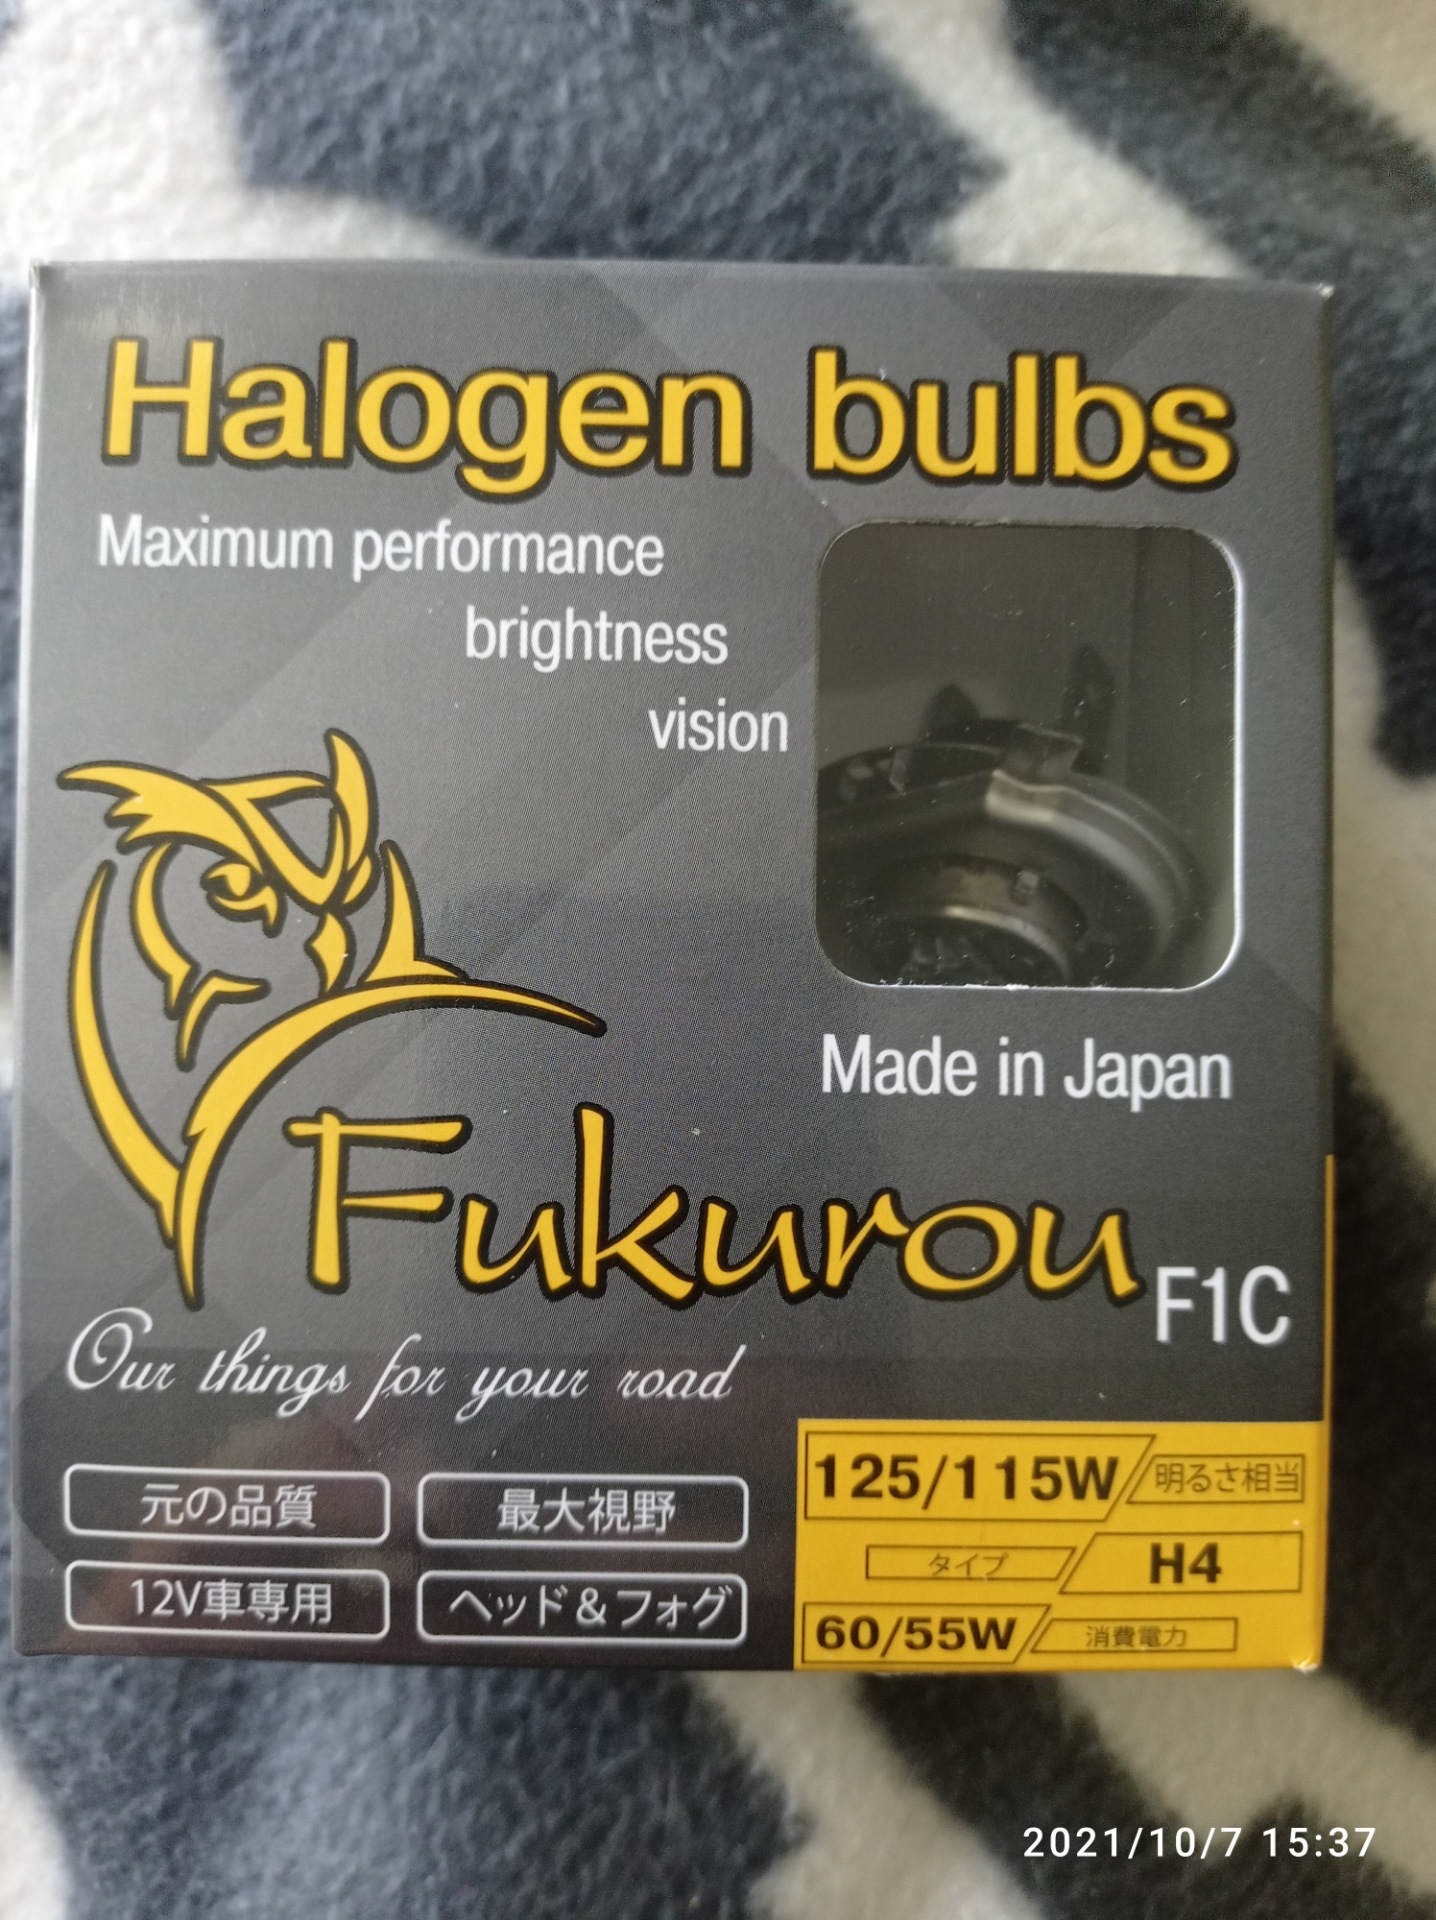 Halogen bulbs
Maximum performance
brightness
vision
Made in Japan
Fukurou
F1C
Our things for your road
元の品質
最大視野
12V車専用
ヘッド&フォグ
125/115W 明るさ相当
タイプ H4
60/55W 消費電力
2021/10/7 15:37